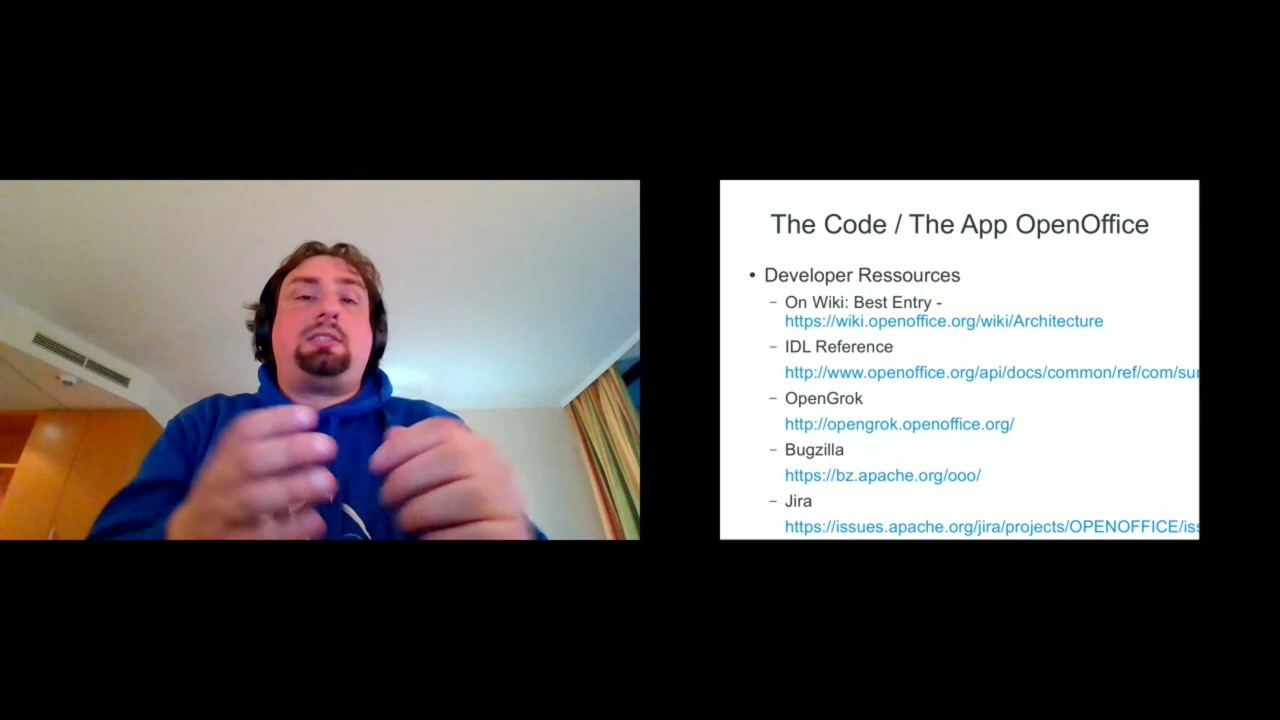 The Code / The App OpenOffice
• Developer Ressources
– On Wiki: Best Entry -
https://wiki.openoffice.org/wiki/Architecture
– IDL Reference
http://www.openoffice.org/api/docs/common/ref/com/sun
– OpenGrok
http://opengrok.openoffice.org/
– Bugzilla
https://bz.apache.org/ooo/
– Jira
https://issues.apache.org/jira/projects/OPENOFFICE/iss